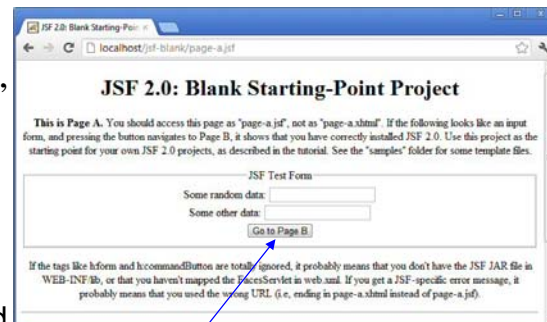 JSF 2.0: Blank Starting-Poin
localhost/jsf-blank/page-a.jsf
JSF 2.0: Blank Starting-Point Project
This is Page A. You should access this page as "page-a.jsf", not as "page-a.xhtml". If the following looks like an input
form, and pressing the button navigates to Page B, it shows that you have correctly installed JSF 2.0. Use this project as the
starting point for your own JSF 2.0 projects, as described in the tutorial. See the "samples" folder for some template files.
JSF Test Form
Some random data:
Some other data:
Go to Page B
If the tags like h:form and h:commandButton are totally ignored, it probably means that you don't have the JSF JAR file in
WEB-INF/lib, or that you haven't mapped the FacesServlet in web.xml. If you get a JSF-specific error message, it
probably means that you used the wrong URL (i.e, ending in page-a.xhtml instead of page-a.jsf).